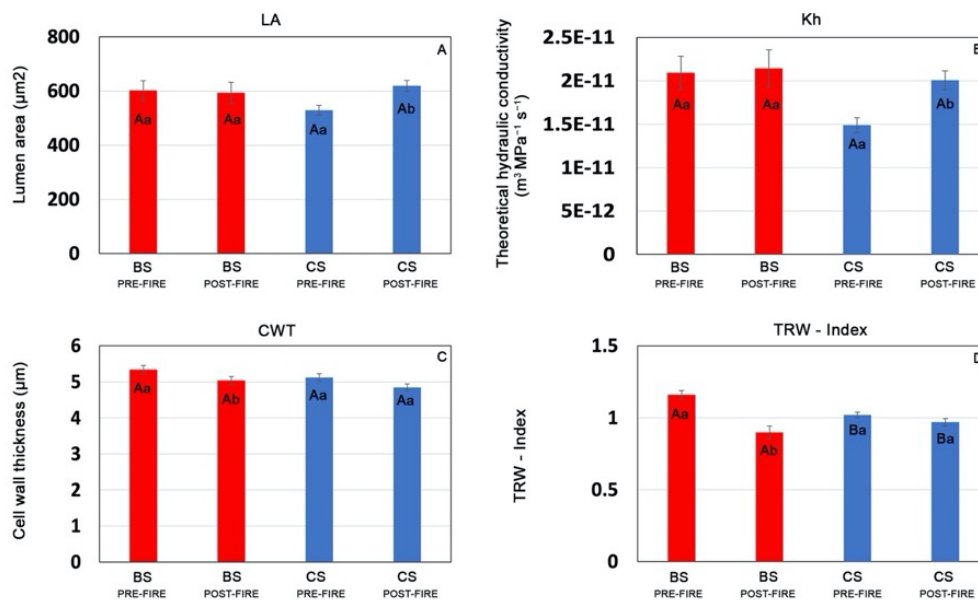 LA
A
Lumen area (µm2)
800
600
400
200
0
Aa
Aa
Aa
Ab
BS
PRE-FIRE
BS
POST-FIRE
CS
PRE-FIRE
CS
POST-FIRE
Kh
Theoretical hydraulic conductivity
(m³ MPa⁻¹ s⁻¹)
2.5E-11
2E-11
1.5E-11
1E-11
5E-12
0
Aa
Aa
Aa
Ab
BS
PRE-FIRE
BS
POST-FIRE
CS
PRE-FIRE
CS
POST-FIRE
CWT
C
Cell wall thickness (µm)
6
5
4
3
2
1
0
Aa
Ab
Aa
Aa
BS
PRE-FIRE
BS
POST-FIRE
CS
PRE-FIRE
CS
POST-FIRE
TRW - Index
TRW - Index
1.5
1
0.5
0
Aa
Ab
Ba
Ba
BS
PRE-FIRE
BS
POST-FIRE
CS
PRE-FIRE
CS
POST-FIRE